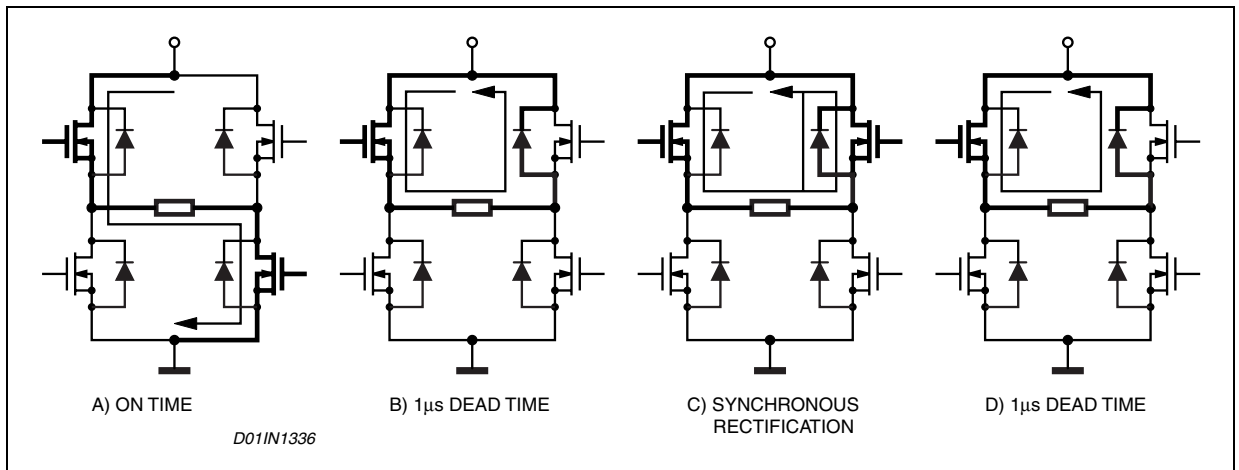 A) ON TIME
B) 1μs DEAD TIME
C) SYNCHRONOUS
RECTIFICATION
D) 1μs DEAD TIME
D01IN1336